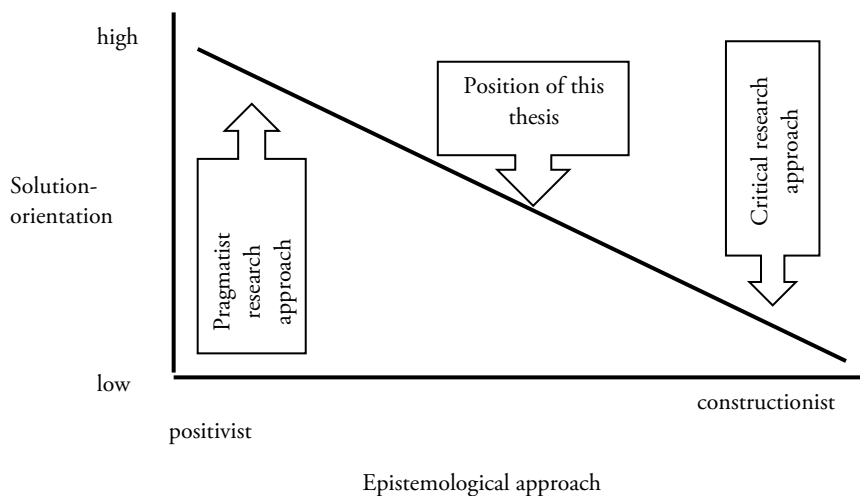 high
Position of this
thesis
Critical research
approach
Solution-
orientation
Pragmatist
research
approach
low
constructionist
positivist
Epistemological approach